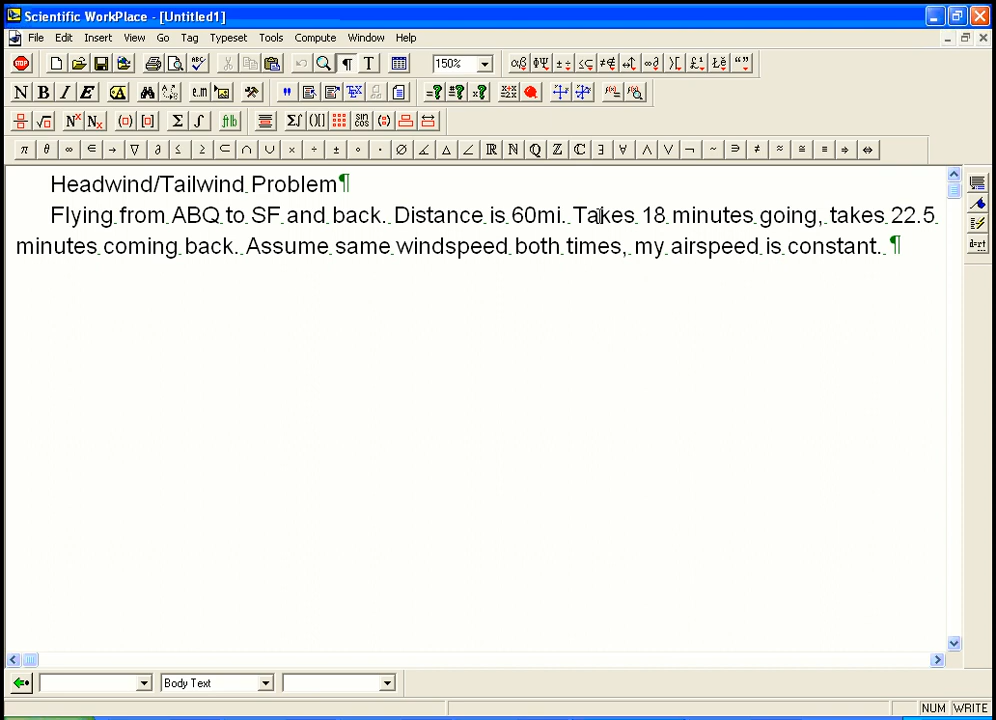 Scientific WorkPlace - [Untitled1]
File Edit Insert View Go Tag Typeset Tools Compute Window Help
150%
Headwind/Tailwind Problem¶
Flying from ABQ to SF and back. Distance is 60mi. Takes 18 minutes going, takes 22.5
minutes coming back. Assume same windspeed both times, my airspeed is constant. ¶
Body Text
NUM WRITE